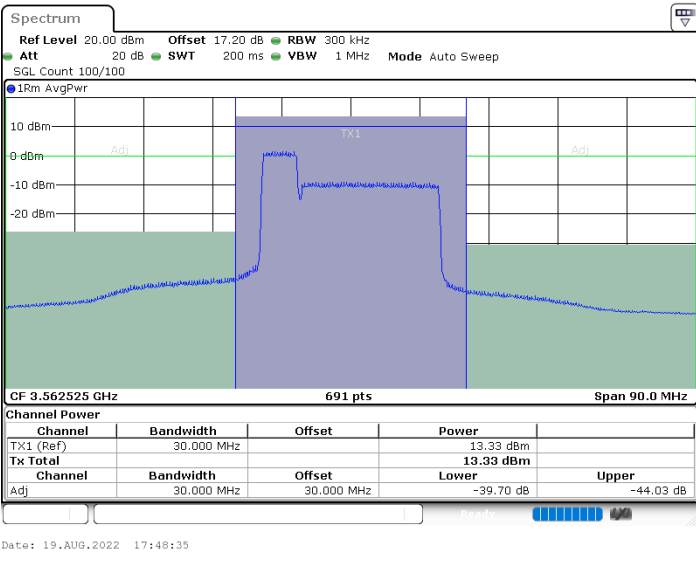 Spectrum
Ref Level 20.00 dBm Offset 17.20 dB RBW 300 kHz
Att 20 dB SWT 200 ms VBW 1 MHz Mode Auto Sweep
SGL Count 100/100
1Rm AvgPwr
10 dBm
TX1
Adj
Adj
0 dBm
-10 dBm
-20 dBm
CF 3.562525 GHz 691 pts Span 90.0 MHz
Channel Power
Channel Bandwidth Offset Power
TX1 (Ref) 30.000 MHz 13.33 dBm
Tx Total 13.33 dBm
Channel Bandwidth Offset Lower Upper
Adj 30.000 MHz 30.000 MHz -39.70 dB -44.03 dB
Ready
Date: 19.AUG.2022 17:48:35